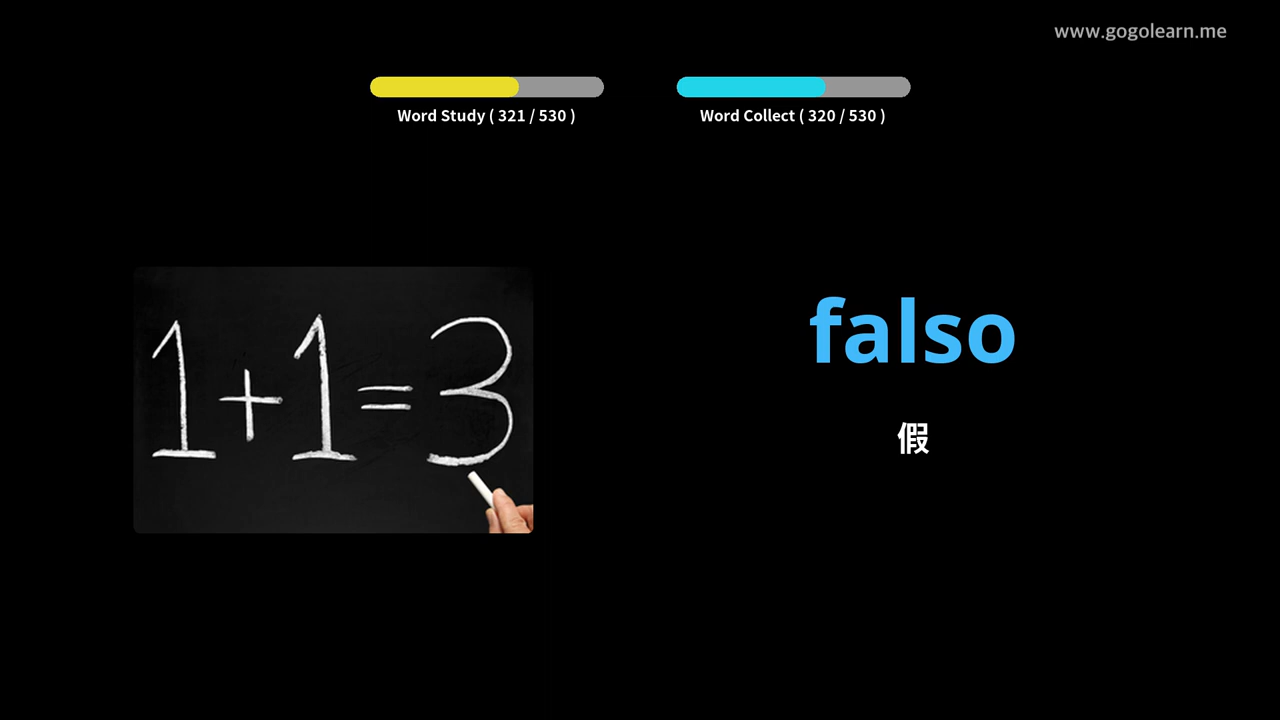 www.gogolearn.me
Word Study ( 321 / 530 )
Word Collect ( 320 / 530 )
1+1=3
falso
假